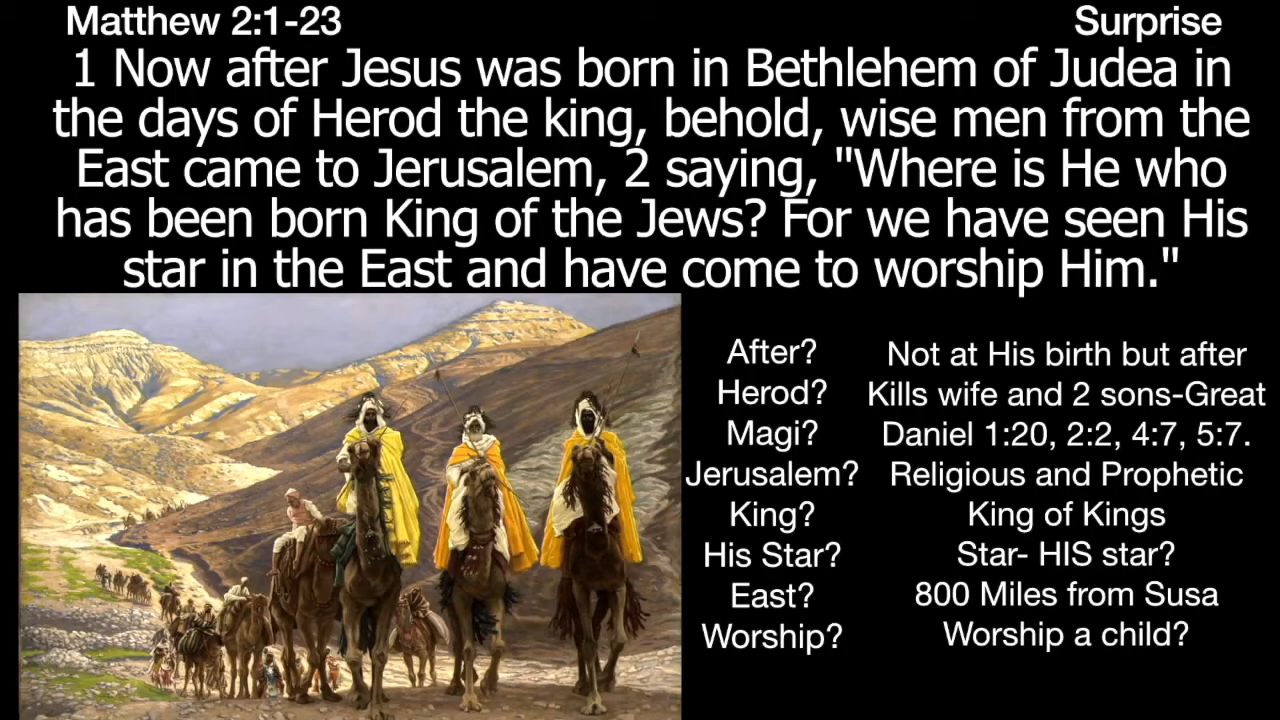 Matthew 2:1-23 Surprise
1 Now after Jesus was born in Bethlehem of Judea in
the days of Herod the king, behold, wise men from the
East came to Jerusalem, 2 saying, "Where is He who
has been born King of the Jews? For we have seen His
star in the East and have come to worship Him."
After? Not at His birth but after
Herod? Kills wife and 2 sons-Great
Magi? Daniel 1:20, 2:2, 4:7, 5:7.
Jerusalem? Religious and Prophetic
King? King of Kings
His Star? Star- HIS star?
East? 800 Miles from Susa
Worship? Worship a child?